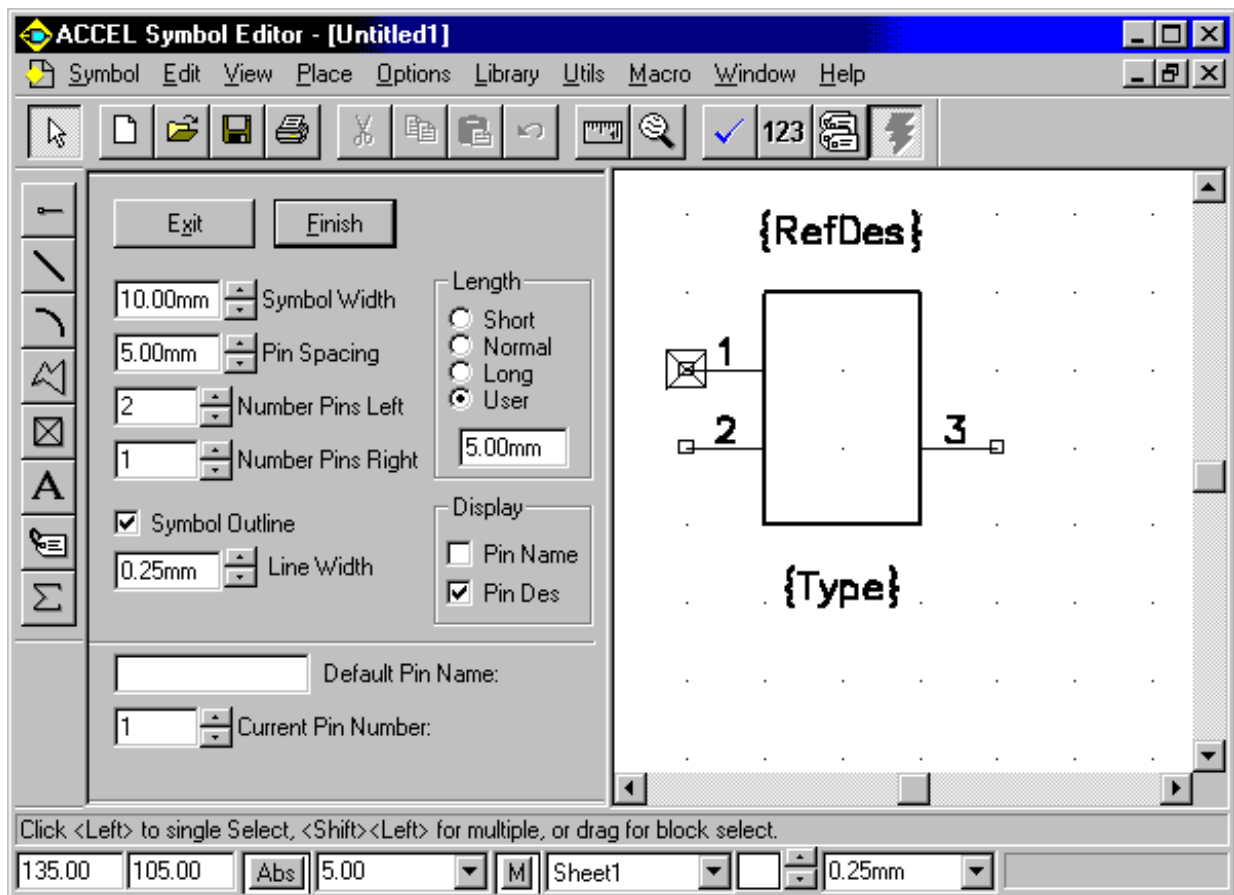 ACCEL Symbol Editor - [Untitled1]
Symbol Edit View Place Options Library Utils Macro Window Help
123
Exit Finish
10.00mm Symbol Width
5.00mm Pin Spacing
2 Number Pins Left
1 Number Pins Right
Symbol Outline
0.25mm Line Width
Length
Short
Normal
Long
User
5.00mm
Display
Pin Name
Pin Des
Default Pin Name:
1 Current Pin Number:
A
Σ
{RefDes}
1
2 3
{Type}
Click <Left> to single Select, <Shift><Left> for multiple, or drag for block select.
135.00 105.00 Abs 5.00 M Sheet1 0.25mm